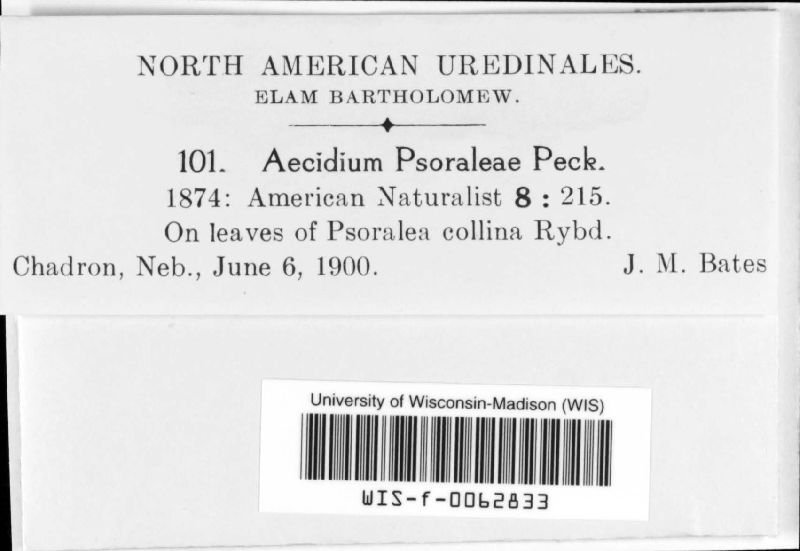 NORTH AMERICAN UREDINALES.
ELAM BARTHOLOMEW.
101. Aecidium Psoraleae Peck.
1874: American Naturalist 8 : 215.
On leaves of Psoralea collina Rybd.
Chadron, Neb., June 6, 1900. J. M. Bates
University of Wisconsin-Madison (WIS)
WIS-f-0062833